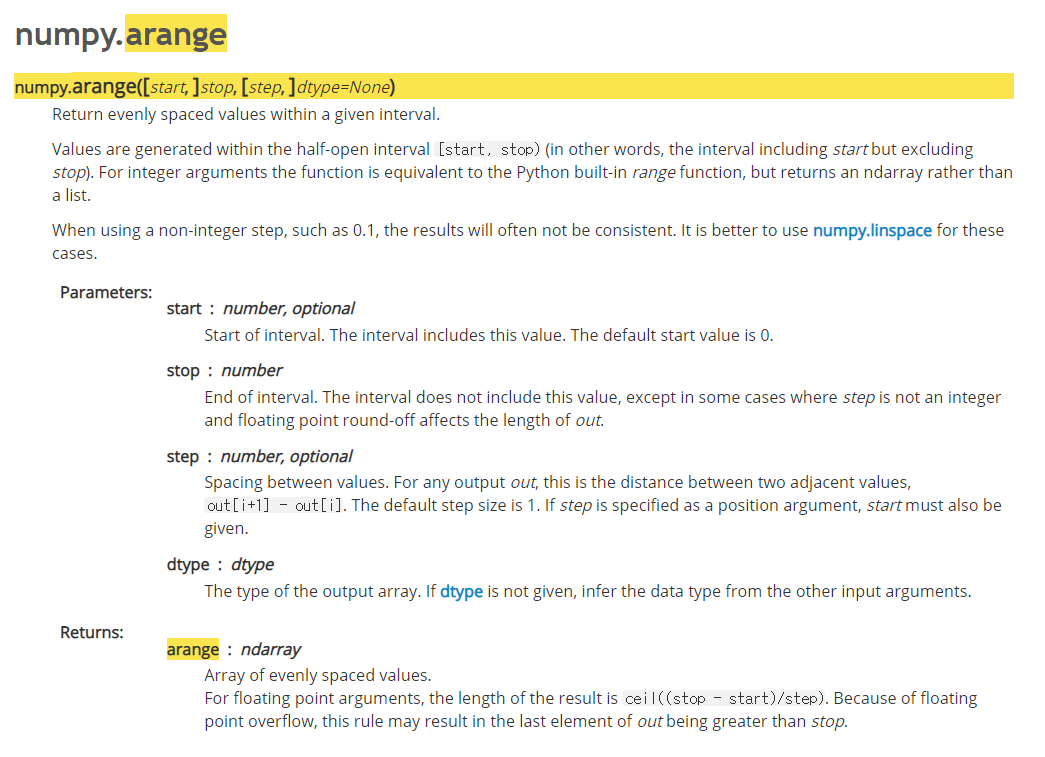 numpy.arange
numpy.arange([start, ]stop, [step, ]dtype=None)
Return evenly spaced values within a given interval.
Values are generated within the half-open interval [start, stop) (in other words, the interval including start but excluding
stop). For integer arguments the function is equivalent to the Python built-in range function, but returns an ndarray rather than
a list.
When using a non-integer step, such as 0.1, the results will often not be consistent. It is better to use numpy.linspace for these
cases.
Parameters:
start : number, optional
Start of interval. The interval includes this value. The default start value is 0.
stop : number
End of interval. The interval does not include this value, except in some cases where step is not an integer
and floating point round-off affects the length of out.
step : number, optional
Spacing between values. For any output out, this is the distance between two adjacent values,
out[i+1] - out[i]. The default step size is 1. If step is specified as a position argument, start must also be
given.
dtype : dtype
The type of the output array. If dtype is not given, infer the data type from the other input arguments.
Returns:
arange : ndarray
Array of evenly spaced values.
For floating point arguments, the length of the result is ceil((stop - start)/step). Because of floating
point overflow, this rule may result in the last element of out being greater than stop.